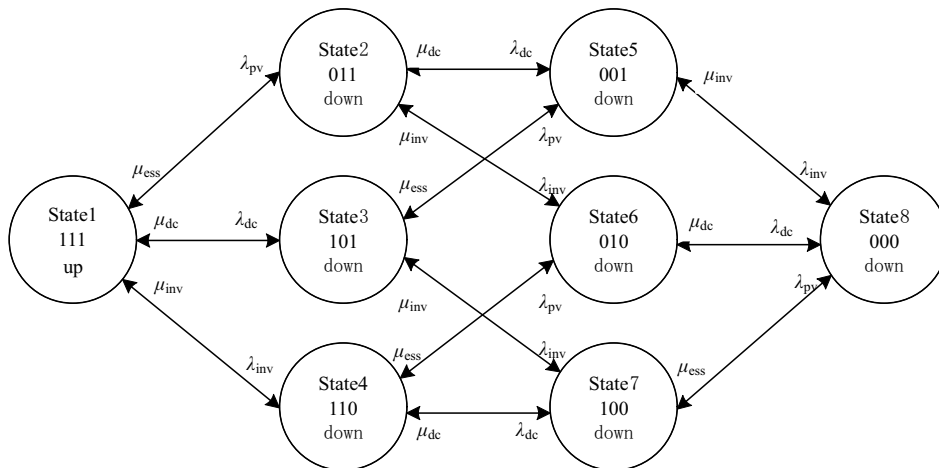 State2
011
down
State5
001
down
μdc
λdc
λpv
μinv
μinv
λpv
μess
μess
λinv
λinv
State1
111
up
μdc
λdc
State3
101
down
State6
010
down
μdc
λdc
State8
000
down
μinv
μinv
λpv
λpv
λinv
μess
λinv
μess
State4
110
down
State7
100
down
μdc
λdc